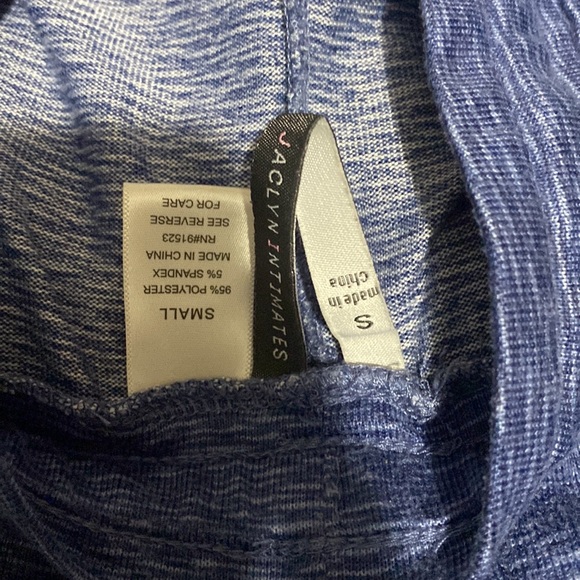 SMALL
95% POLYESTER
5% SPANDEX
MADE IN CHINA
RN#91523
SEE REVERSE
FOR CARE
JACLYN INTIMATES
S
made in
China